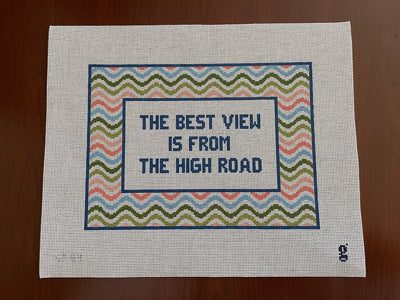 THE BEST VIEW
IS FROM
THE HIGH ROAD